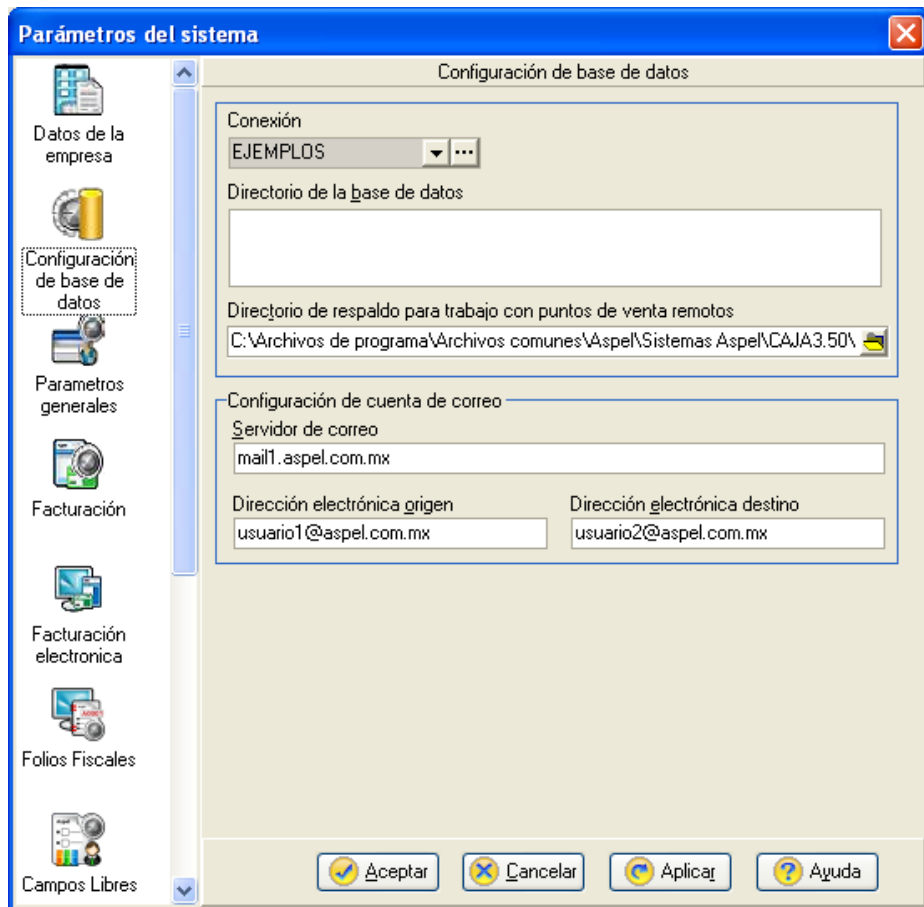 Parámetros del sistema
Datos de la
empresa
Configuración
de base de
datos
Parametros
generales
Facturación
Facturación
electronica
Folios Fiscales
Campos Libres
Configuración de base de datos
Conexión
EJEMPLOS
Directorio de la base de datos
Directorio de respaldo para trabajo con puntos de venta remotos
C:\Archivos de programa\Archivos comunes\Aspel\Sistemas Aspel\CAJA3.50\
Configuración de cuenta de correo
Servidor de correo
mail1.aspel.com.mx
Dirección electrónica origen Dirección electrónica destino
usuario1@aspel.com.mx usuario2@aspel.com.mx
Aceptar Cancelar Aplicar Ayuda